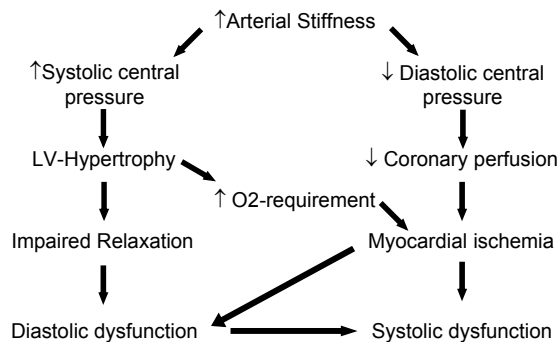 ↑Arterial Stiffness
↑Systolic central
pressure
↓ Diastolic central
pressure
LV-Hypertrophy
↓ Coronary perfusion
↑ O2-requirement
Impaired Relaxation
Myocardial ischemia
Diastolic dysfunction
Systolic dysfunction